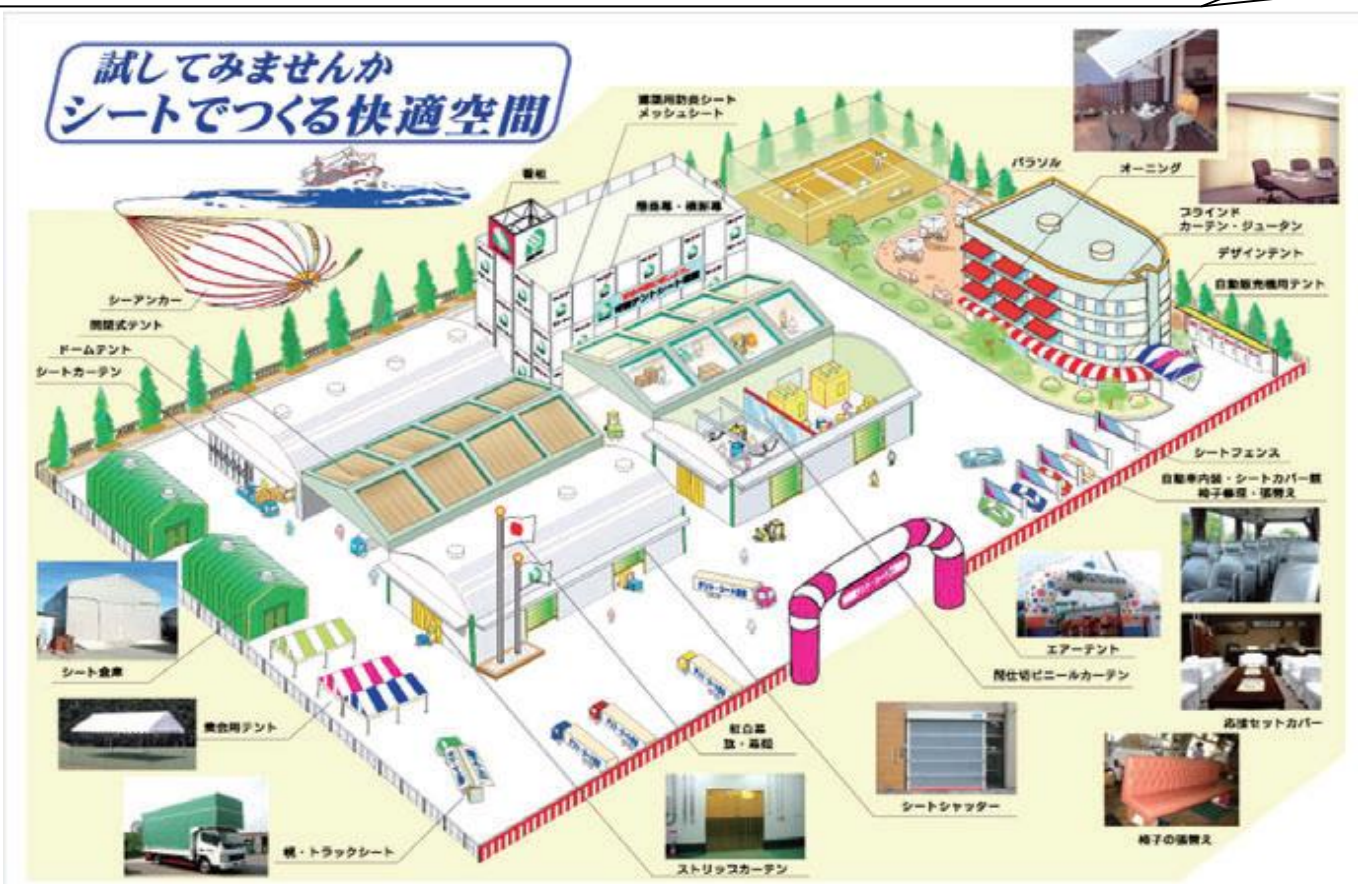 試してみませんか
シートでつくる快適空間
建築用防炎シート
メッシュシート
看板
懸垂幕・横断幕
パラソル
オーニング
ブラインド
カーテン・ジュータン
デザインテント
自動販売機用テント
シーアンカー
開閉式テント
ドームテント
シートカーテン
シートフェンス
自動車内装・シートカバー類
椅子修理・張替え
エアーテント
間仕切ビニールカーテン
シート倉庫
集会用テント
紅白幕
旗・幕類
応接セットカバー
シートシャッター
幌・トラックシート
ストリップカーテン
椅子の張替え